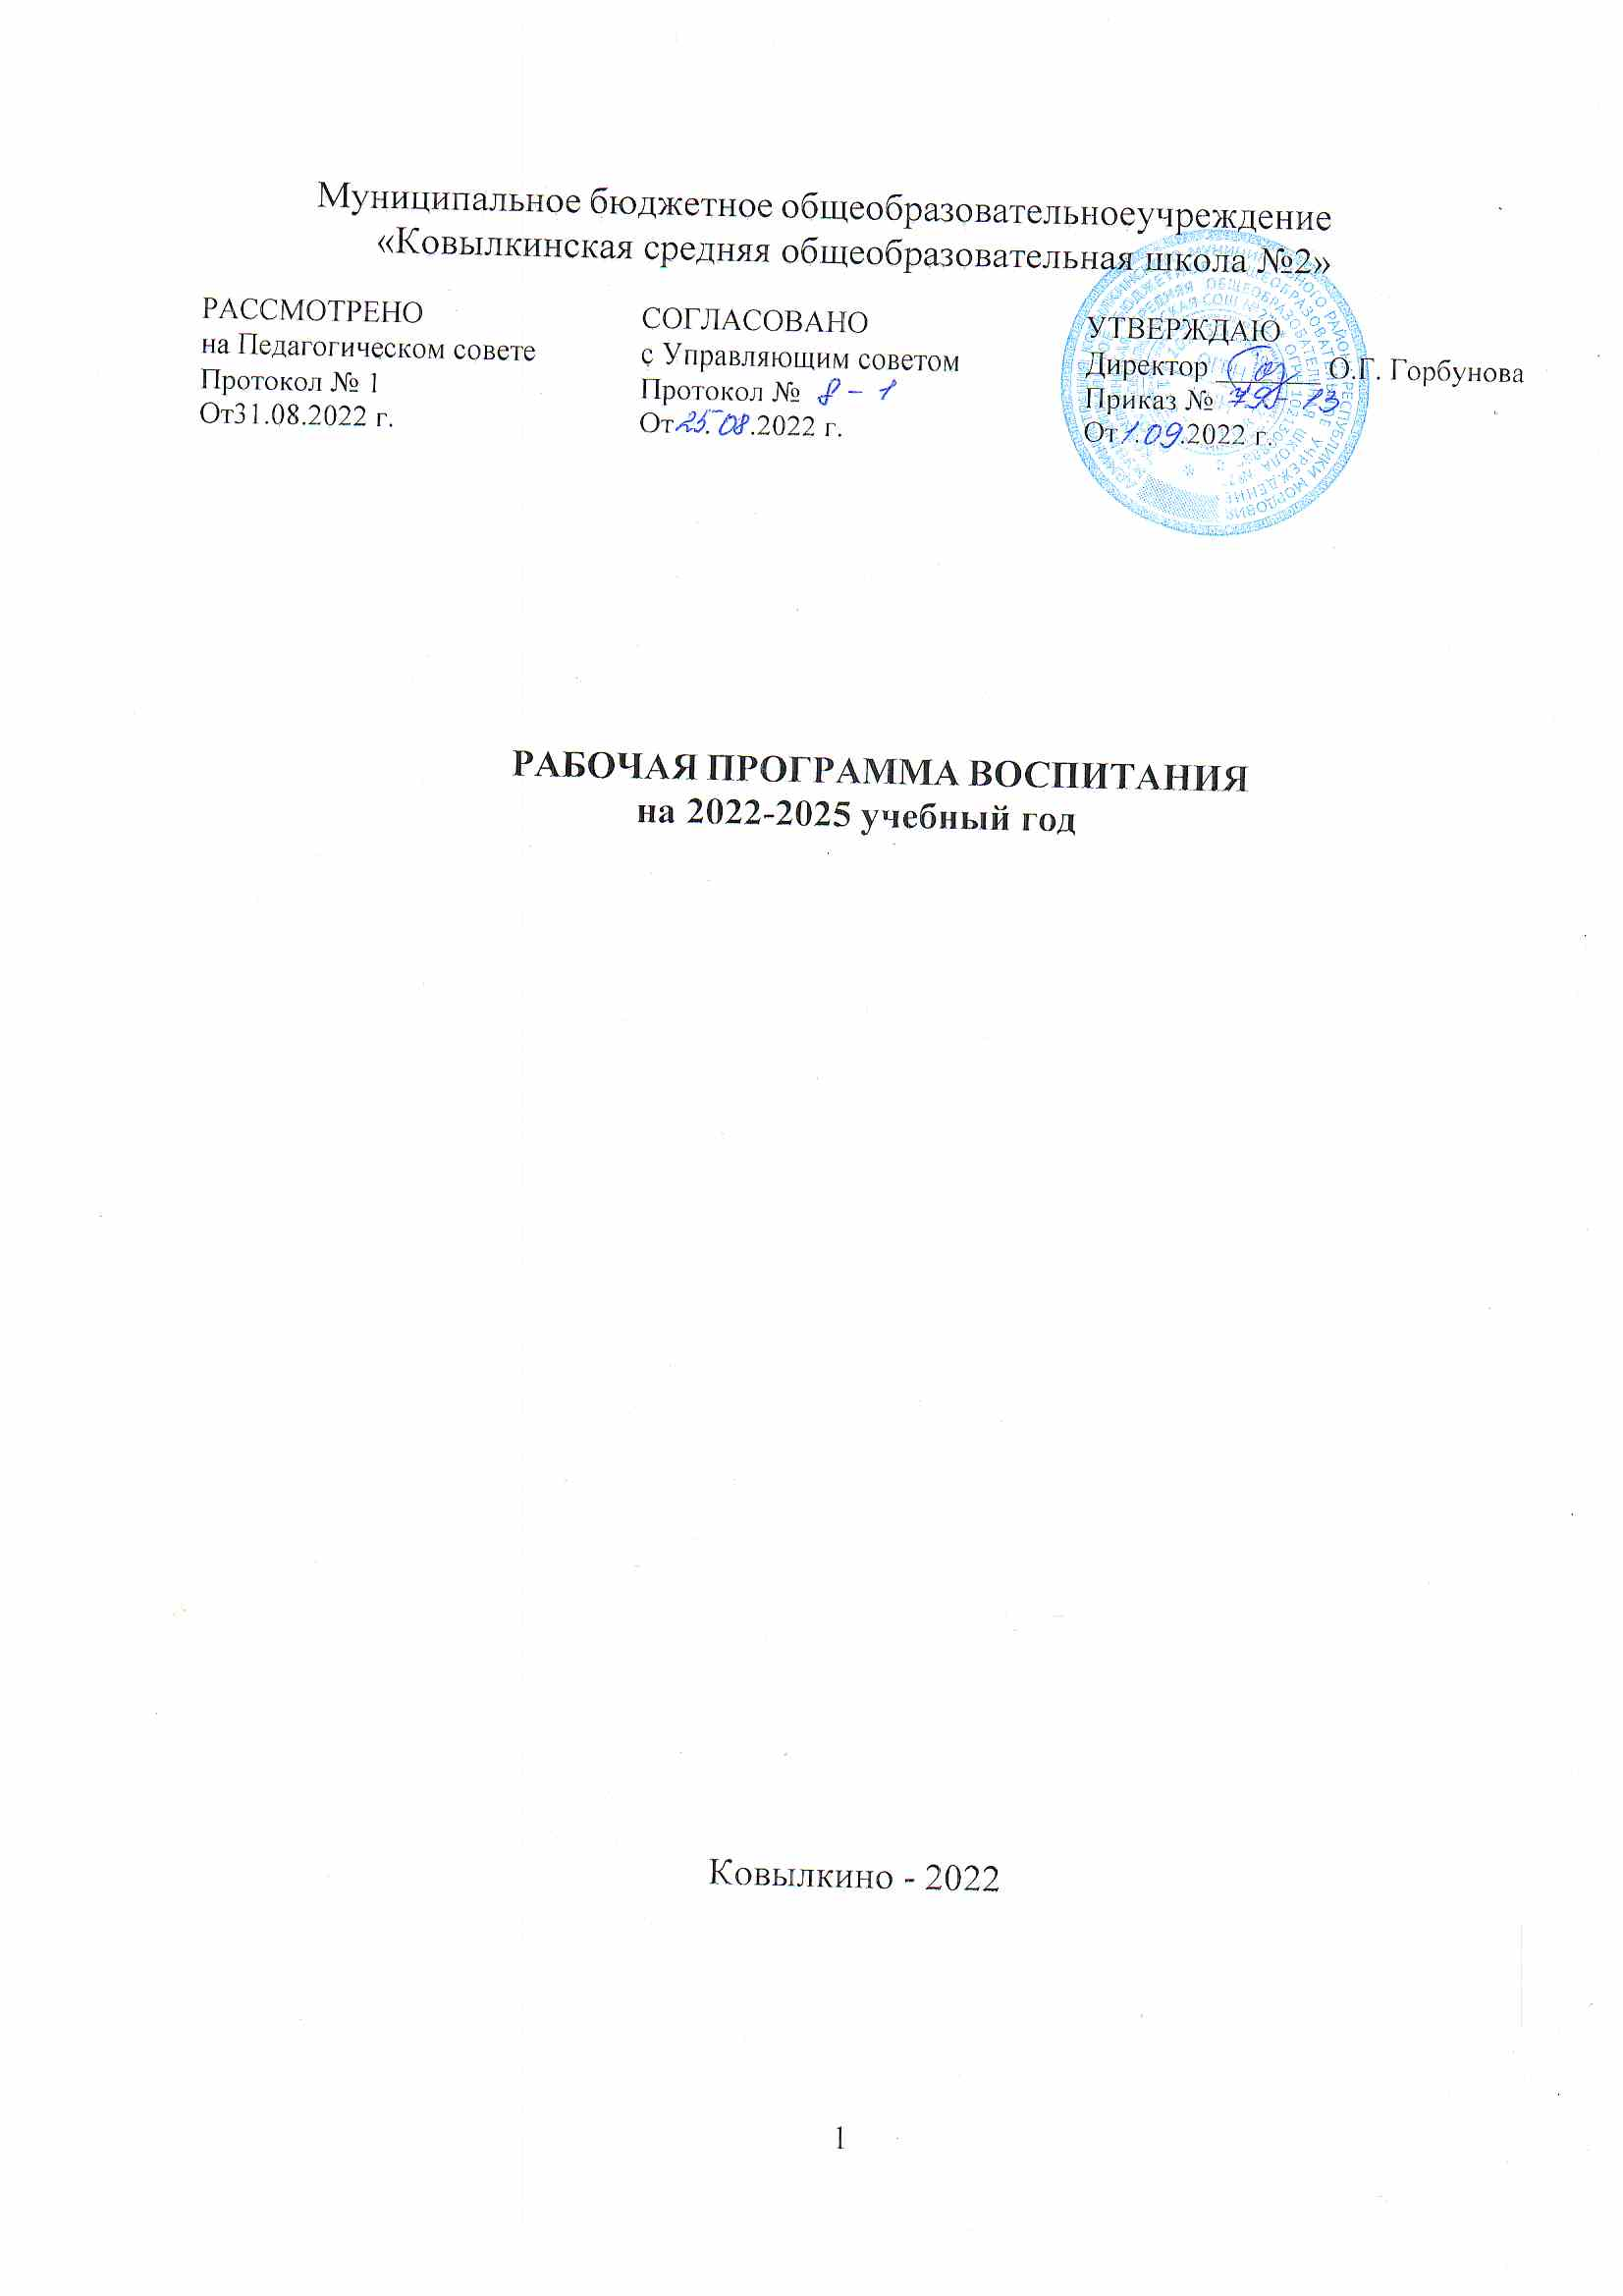 Муниципальное бюджетное общеобразовательноеучреждение
«Ковылкинская средняя общеобразовательная школа №2»
РАССМОТРЕНО
на Педагогическом совете
Протокол № 1
От31.08.2022 г.
СОГЛАСОВАНО
с Управляющим советом
Протокол № 8 - 1
От25.08.2022 г.
УТВЕРЖДАЮ
Директор О.Г. Горбунова
Приказ №
От1.09.2022 г.
РАБОЧАЯ ПРОГРАММА ВОСПИТАНИЯ
на 2022-2025 учебный год
Ковылкино - 2022
1